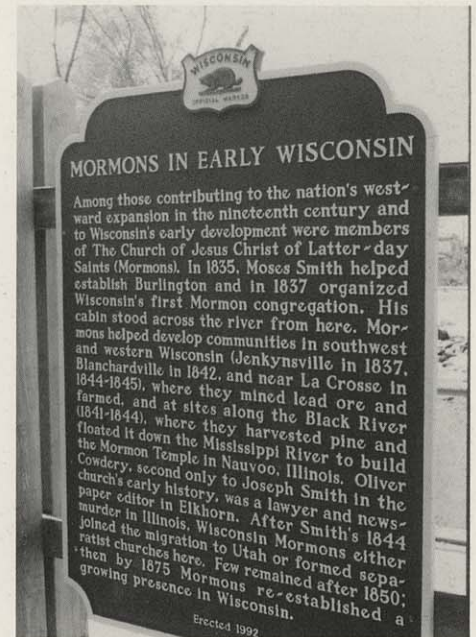 WISCONSIN
OFFICIAL MARKER
MORMONS IN EARLY WISCONSIN
Among those contributing to the nation's west-
ward expansion in the nineteenth century and
to Wisconsin's early development were members
of The Church of Jesus Christ of Latter-day
Saints (Mormons). In 1835, Moses Smith helped
establish Burlington and in 1837 organized
Wisconsin's first Mormon congregation. His
cabin stood across the river from here. Mor-
mons helped develop communities in southwest
and western Wisconsin (Jenkynsville in 1837,
Blanchardville in 1842, and near La Crosse in
1844-1845), where they mined lead ore and
farmed, and at sites along the Black River
(1841-1844), where they harvested pine and
floated it down the Mississippi River to build
the Mormon Temple in Nauvoo, Illinois. Oliver
Cowdery, second only to Joseph Smith in the
church's early history, was a lawyer and news-
paper editor in Elkhorn. After Smith's 1844
murder in Illinois, Wisconsin Mormons either
joined the migration to Utah or formed sepa-
ratist churches here. Few remained after 1850;
then by 1875 Mormons re-established a
growing presence in Wisconsin.
Erected 1992